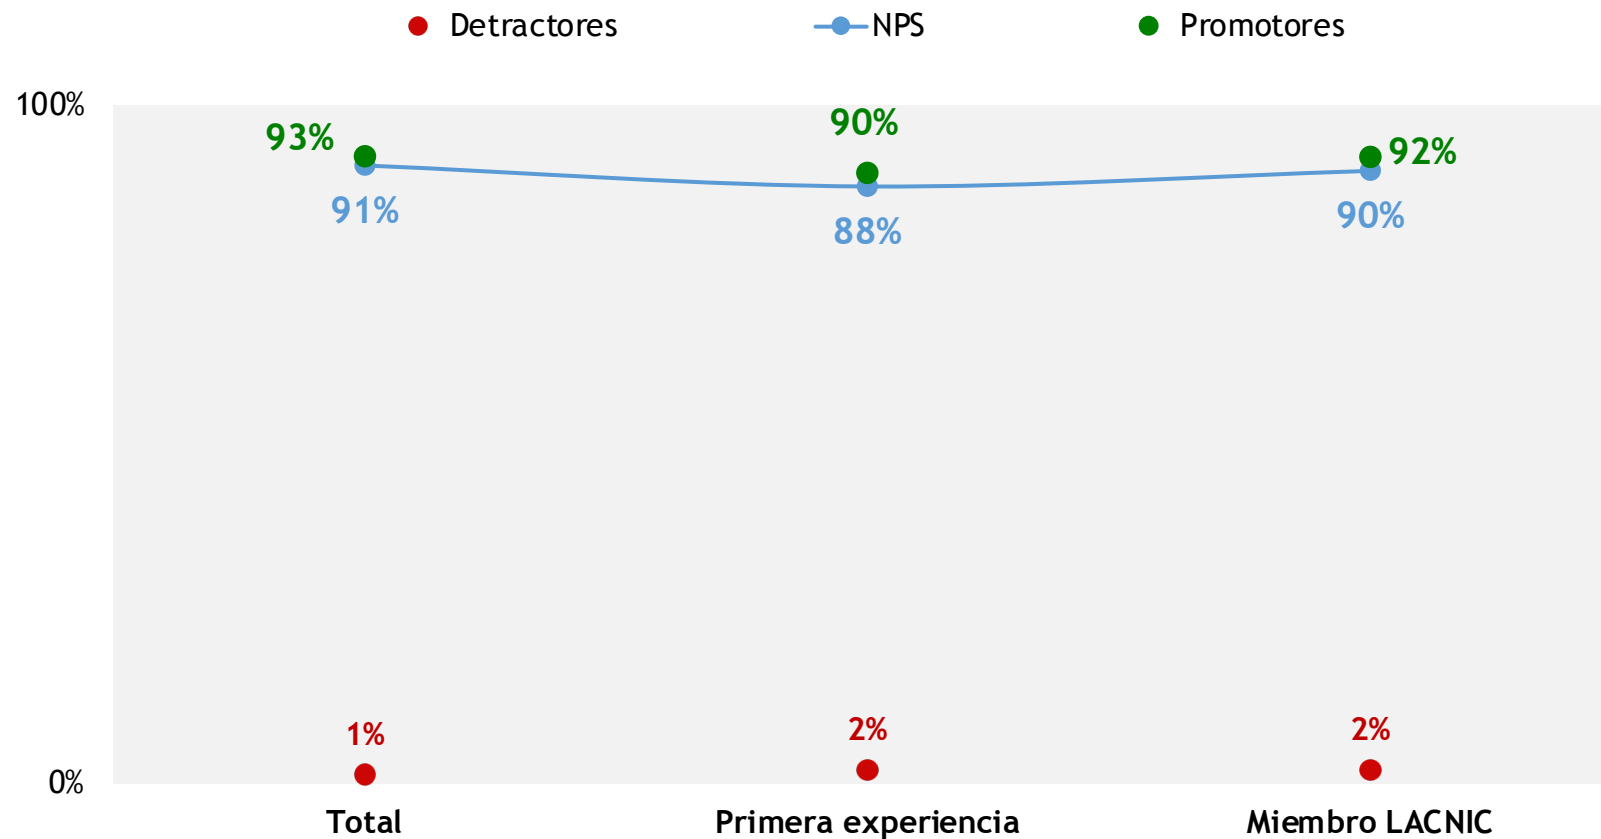 Detractores NPS Promotores
100%
93% 90% 92%
91% 88% 90%
1% 2% 2%
0%
Total Primera experiencia Miembro LACNIC